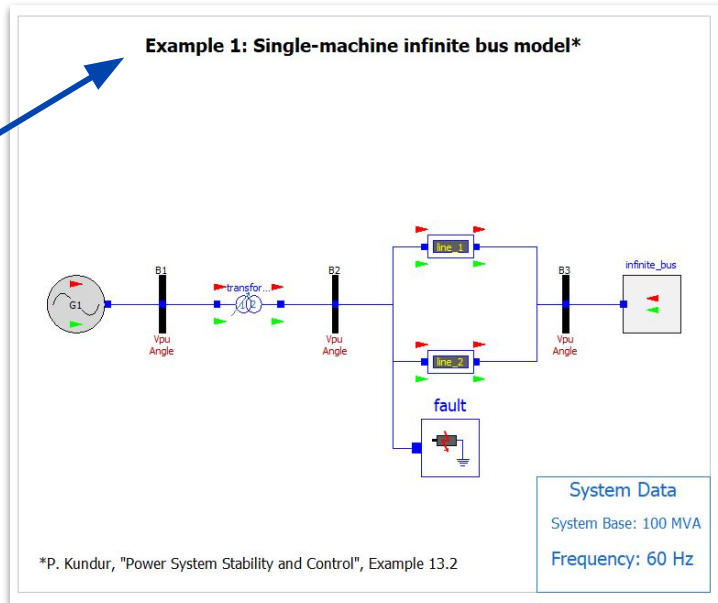 Example 1: Single-machine infinite bus model*
line_1
B1
B2
B3
infinite_bus
transfor...
G1
1 2
Vpu
Angle
Vpu
Angle
Vpu
Angle
line_2
fault
System Data
System Base: 100 MVA
Frequency: 60 Hz
*P. Kundur, "Power System Stability and Control", Example 13.2